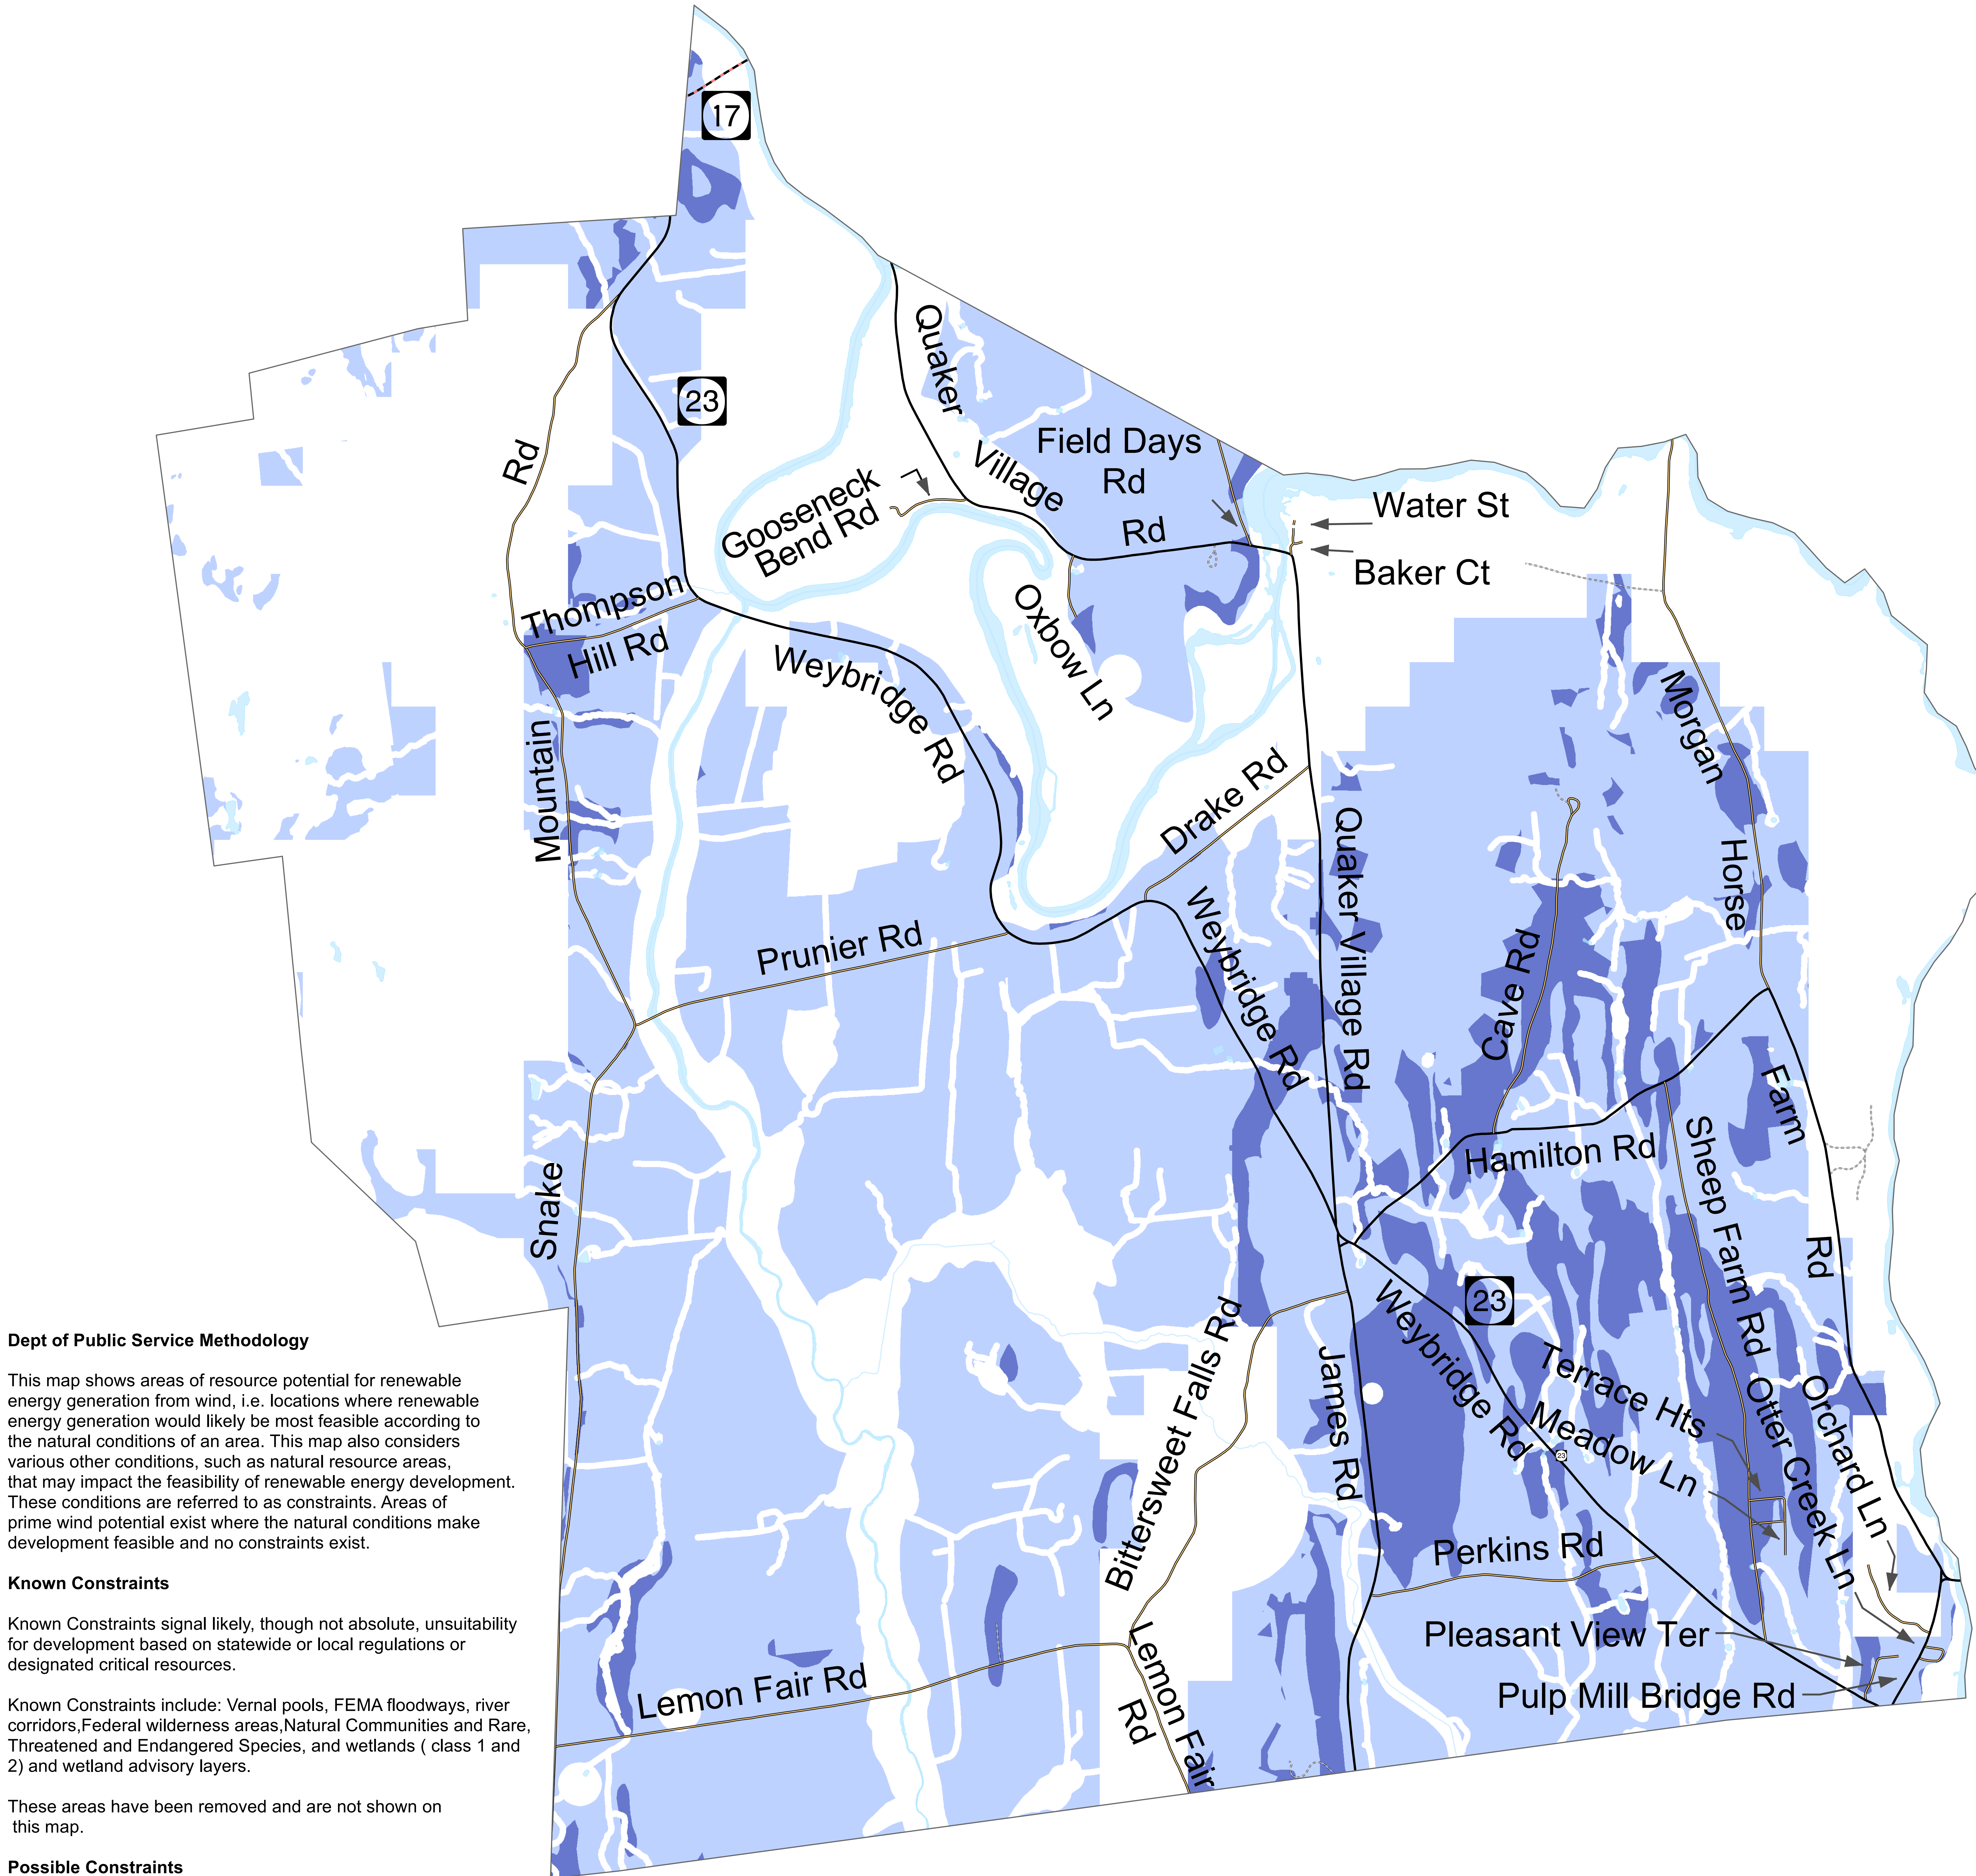 17
23
Quaker
Village
Rd
Field Days
Rd
Water St
Baker Ct
Gooseneck
Bend Rd
Oxbow Ln
Rd
Thompson
Hill Rd
Weybridge Rd
Mountain
Morgan
Horse
Farm
Rd
Drake Rd
Quaker Village Rd
Weybridge Rd
Prunier Rd
Cave Rd
Hamilton Rd
Sheep Farm Rd
Snake
23
Bittersweet Falls Rd
James Rd
Weybridge Rd
23
Terrace Hts
Meadow Ln
Otter Creek Ln
Orchard Ln
Perkins Rd
Pleasant View Ter
Pulp Mill Bridge Rd
Lemon Fair Rd
Lemon Fair
Rd
Dept of Public Service Methodology
This map shows areas of resource potential for renewable
energy generation from wind, i.e. locations where renewable
energy generation would likely be most feasible according to
the natural conditions of an area. This map also considers
various other conditions, such as natural resource areas,
that may impact the feasibility of renewable energy development.
These conditions are referred to as constraints. Areas of
prime wind potential exist where the natural conditions make
development feasible and no constraints exist.
Known Constraints
Known Constraints signal likely, though not absolute, unsuitability
for development based on statewide or local regulations or
designated critical resources.
Known Constraints include: Vernal pools, FEMA floodways, river
corridors,Federal wilderness areas,Natural Communities and Rare,
Threatened and Endangered Species, and wetlands ( class 1 and
2) and wetland advisory layers.
These areas have been removed and are not shown on
this map.
Possible Constraints